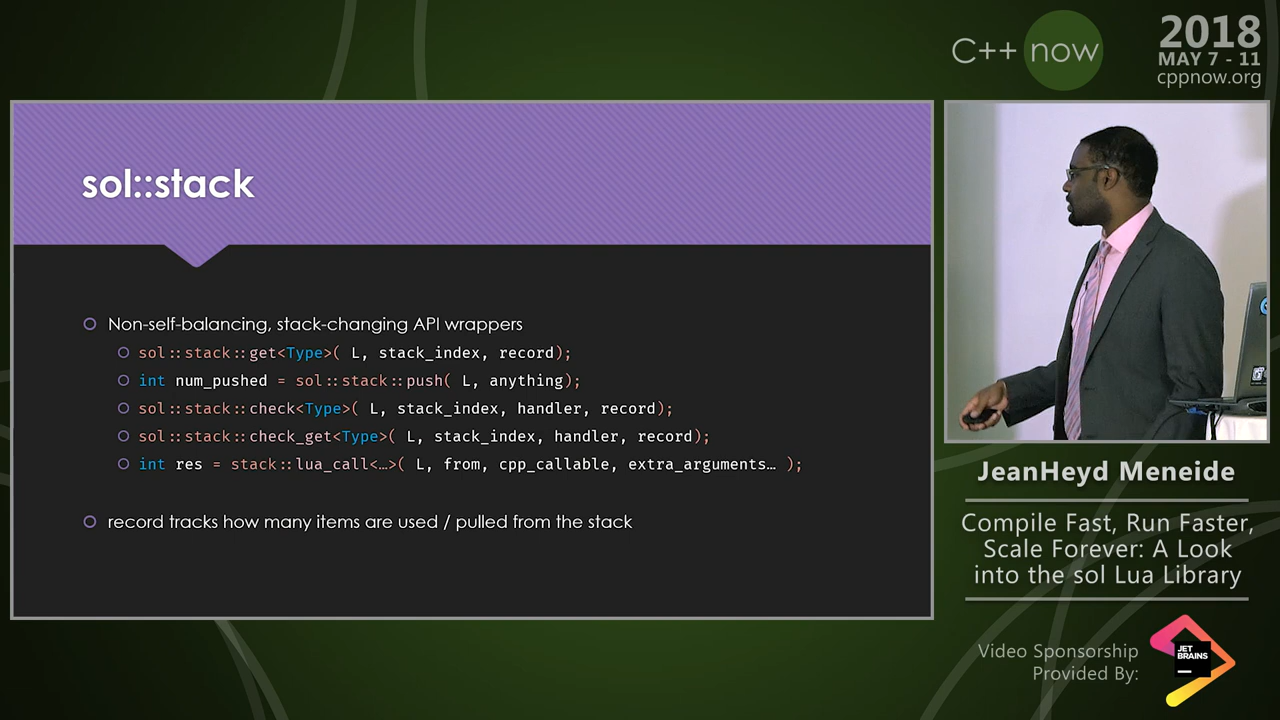 C++ now
2018
MAY 7 - 11
cppnow.org
sol::stack
Non-self-balancing, stack-changing API wrappers
sol::stack::get<Type>( L, stack_index, record);
int num_pushed = sol::stack::push( L, anything);
sol::stack::check<Type>( L, stack_index, handler, record);
sol::stack::check_get<Type>( L, stack_index, handler, record);
int res = stack::lua_call<…>( L, from, cpp_callable, extra_arguments… );
record tracks how many items are used / pulled from the stack
JeanHeyd Meneide
Compile Fast, Run Faster,
Scale Forever: A Look
into the sol Lua Library
Video Sponsorship
Provided By:
JET
BRAINS